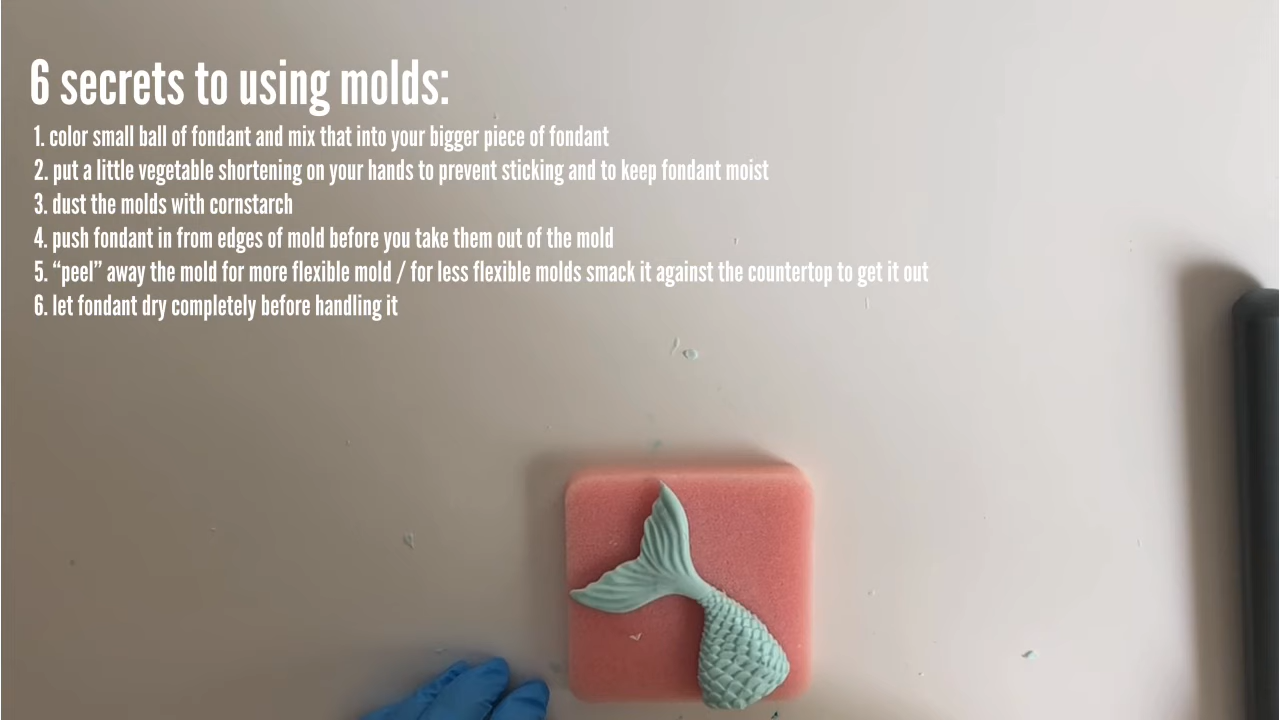 6 secrets to using molds:
1. color small ball of fondant and mix that into your bigger piece of fondant
2. put a little vegetable shortening on your hands to prevent sticking and to keep fondant moist
3. dust the molds with cornstarch
4. push fondant in from edges of mold before you take them out of the mold
5. “peel” away the mold for more flexible mold / for less flexible molds smack it against the countertop to get it out
6. let fondant dry completely before handling it